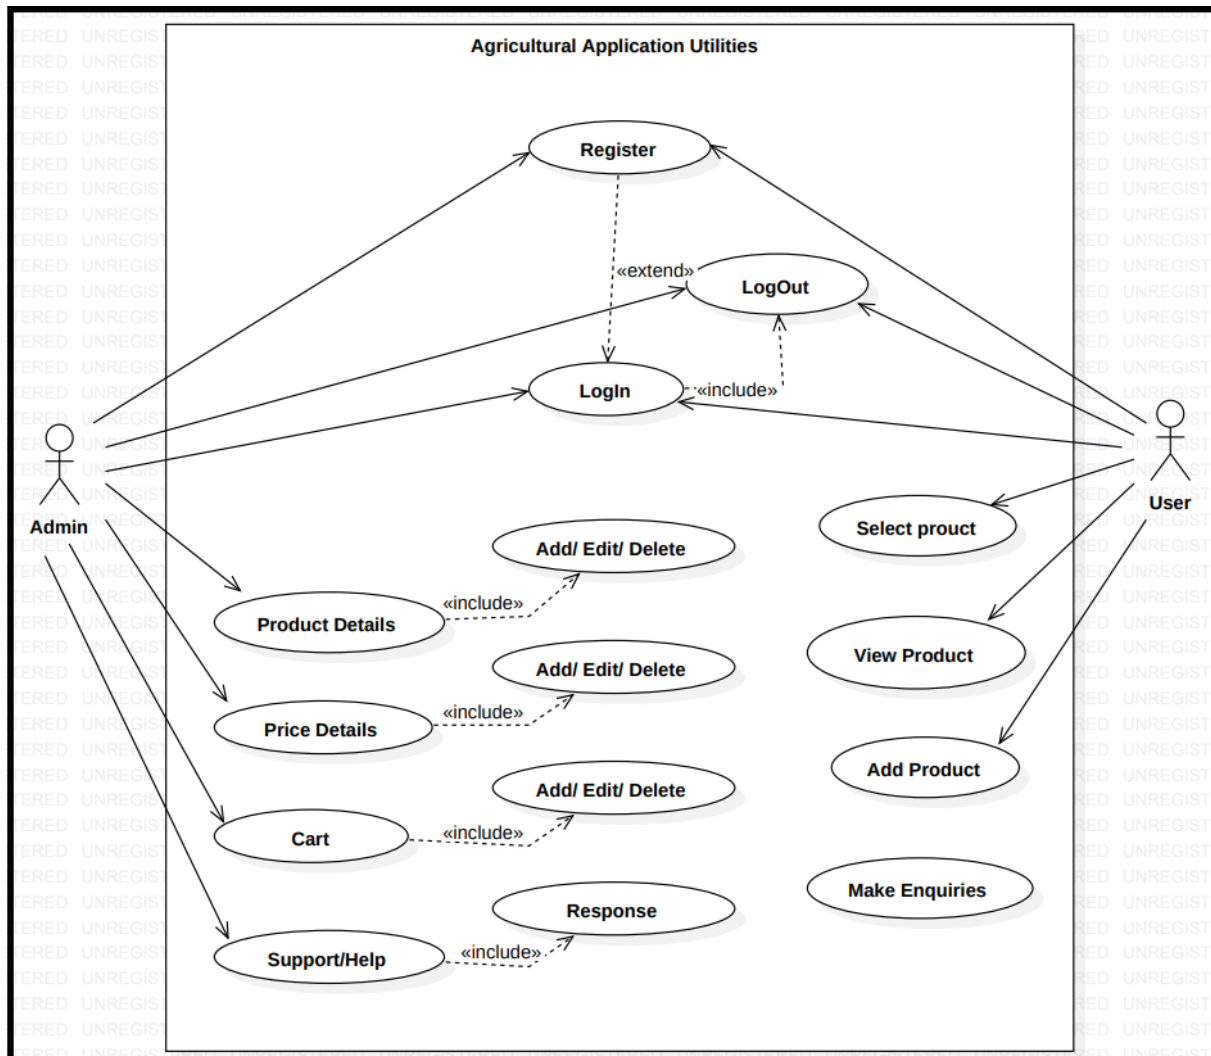 Agricultural Application Utilities
Register
«extend»
LogOut
LogIn
«include»
Admin
User
Select prouct
Add/ Edit/ Delete
«include»
Product Details
View Product
Add/ Edit/ Delete
«include»
Price Details
Add Product
Add/ Edit/ Delete
«include»
Cart
Make Enquiries
Response
«include»
Support/Help
UNREGISTERED